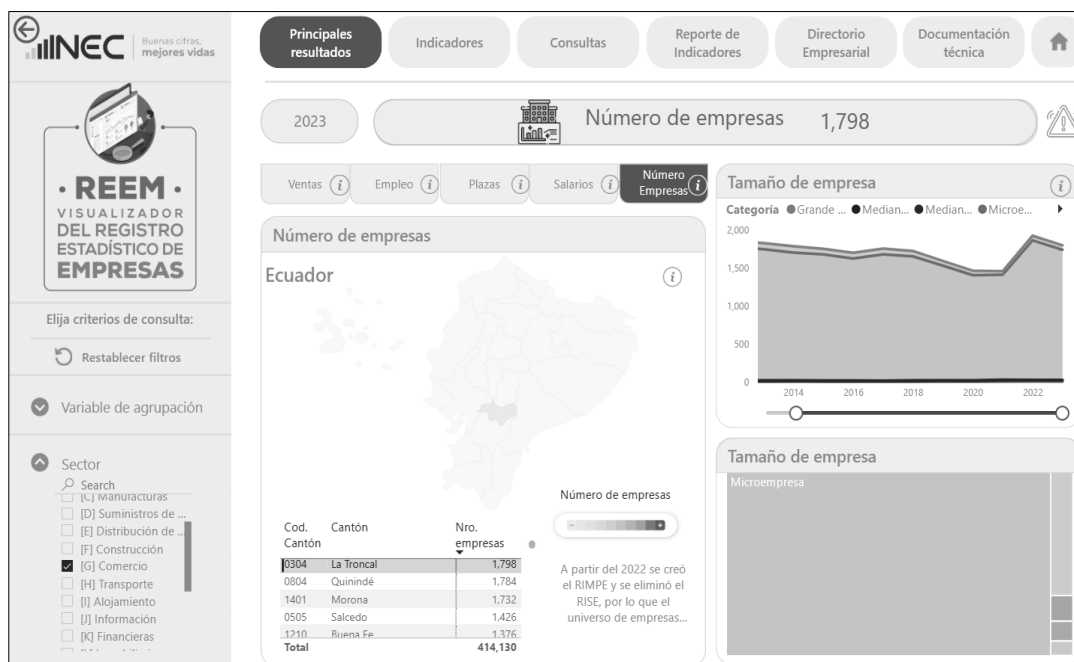 INEC
Buenas cifras,
mejores vidas
• REEM •
VISUALIZADOR
DEL REGISTRO
ESTADÍSTICO DE
EMPRESAS
Elija criterios de consulta:
Restablecer filtros
Variable de agrupación
Sector
Search
[C] Manufacturas
[D] Suministros de ...
[E] Distribución de ...
[F] Construcción
[G] Comercio
[H] Transporte
[I] Alojamiento
[J] Información
[K] Financieras
Principales
resultados
Indicadores
Consultas
Reporte de
Indicadores
Directorio
Empresarial
Documentación
técnica
2023
Número de empresas 1,798
Ventas i
Empleo i
Plazas i
Salarios i
Número
Empresas i
Número de empresas
Ecuador i
Cod.
Cantón
Cantón
Nro.
empresas
0304 La Troncal 1,798
0804 Quinindé 1,784
1401 Morona 1,732
0505 Salcedo 1,426
1210 Buena Fe 1,376
Total 414,130
Número de empresas
- +
A partir del 2022 se creó
el RIMPE y se eliminó el
RISE, por lo que el
universo de empresas...
Tamaño de empresa i
Categoría Grande ... Median... Median... Microe...
2,000
1,500
1,000
500
0
2014 2016 2018 2020 2022
Tamaño de empresa
Microempresa